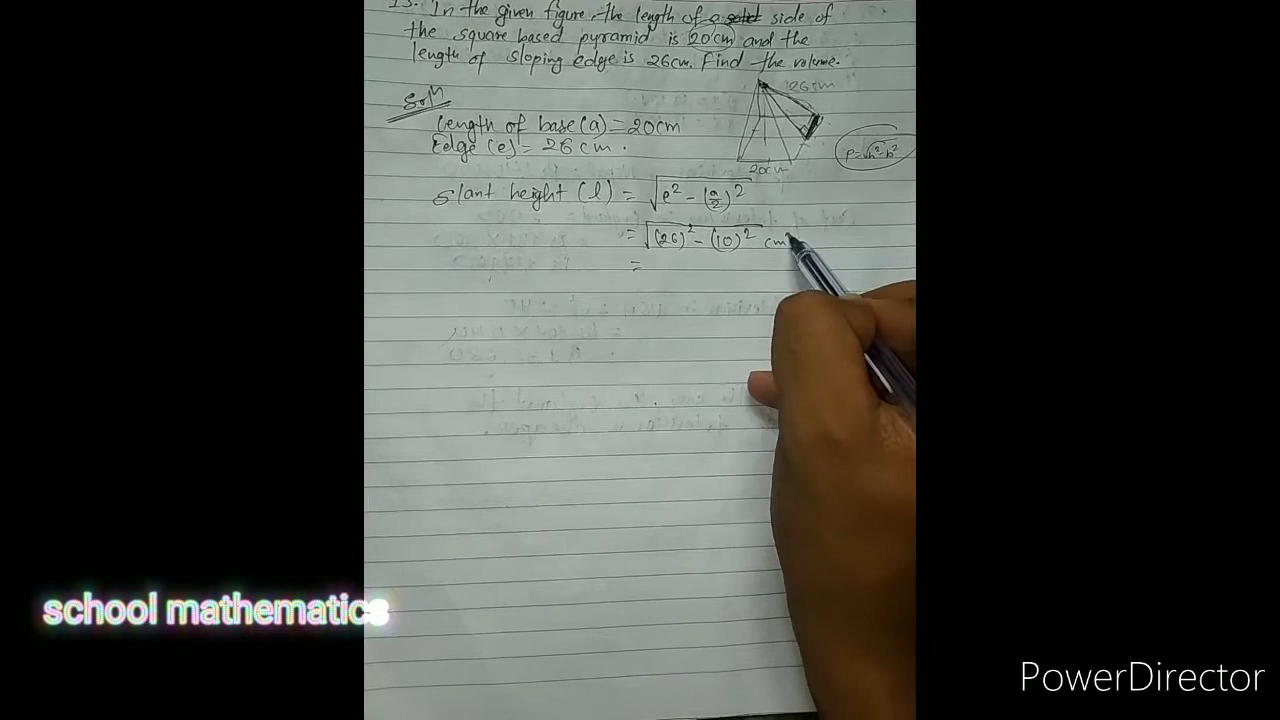 13. In the given figure, the length of a side of
the square based pyramid is 20cm and the
length of sloping edge is 26cm. Find the volume.
26cm
Solⁿ
Length of base(a) = 20cm
Edge (e) = 26 cm.
P=√h²-b²
20cm
Slant height (l) = √e² - (a/2)²
= √(26)² - (10)² cm
=
school mathematics
PowerDirector